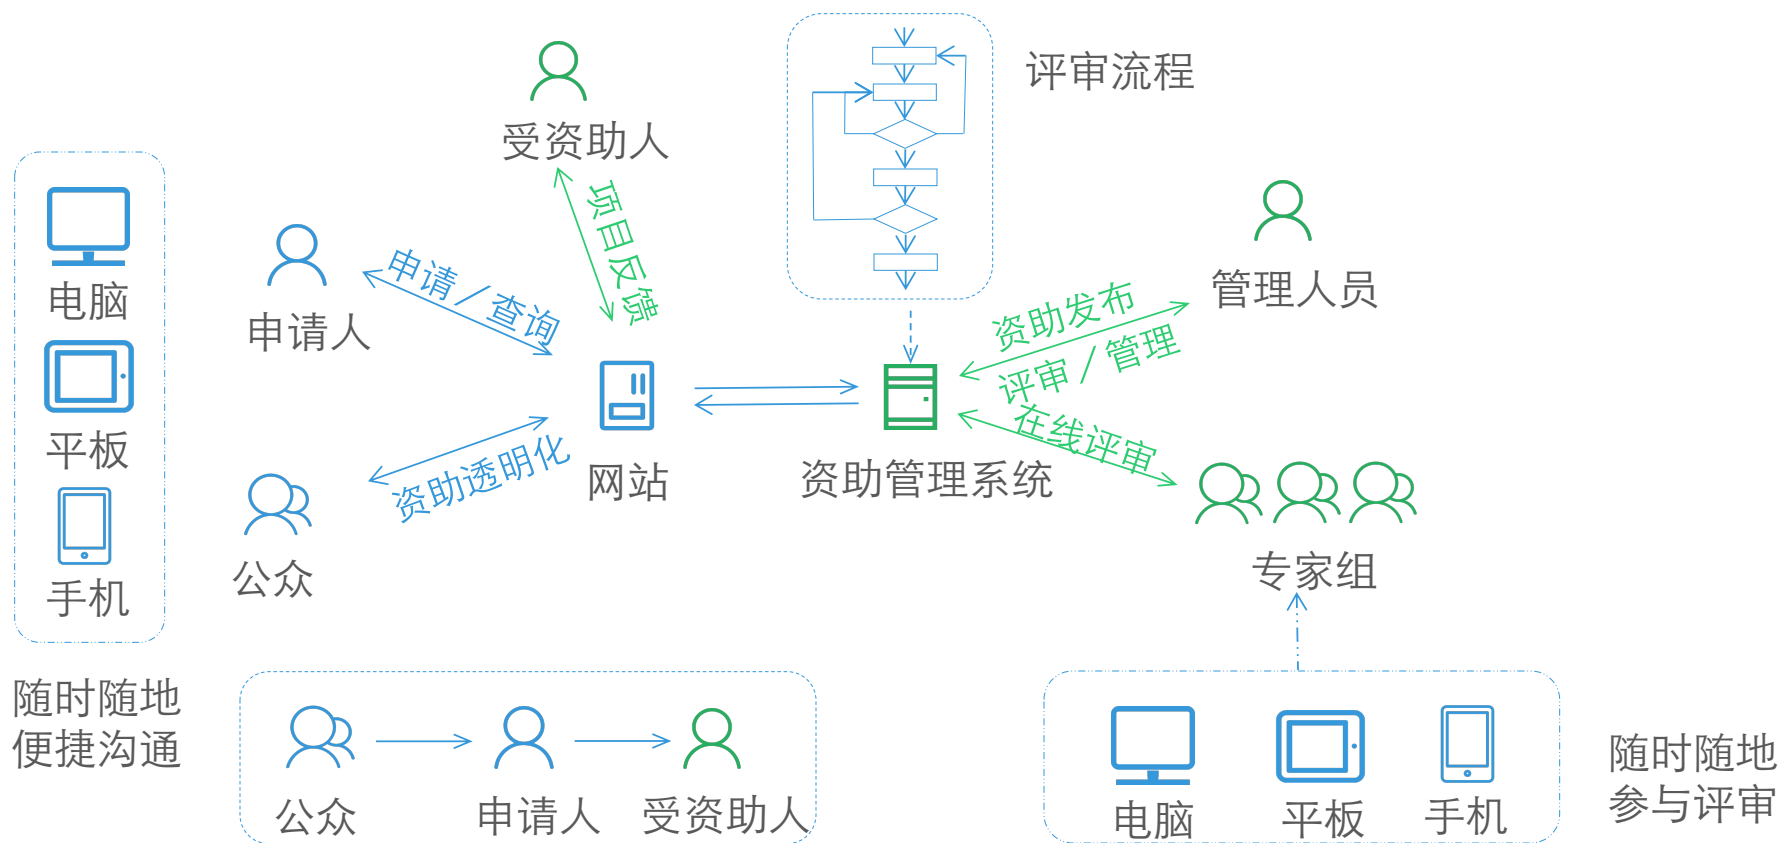 评审流程
受资助人
项目反馈
电脑
平板
手机
随时随地
便捷沟通
申请人
申请／查询
公众
资助透明化
网站
资助管理系统
管理人员
资助发布
评审／管理
在线评审
专家组
公众
申请人
受资助人
电脑
平板
手机
随时随地
参与评审